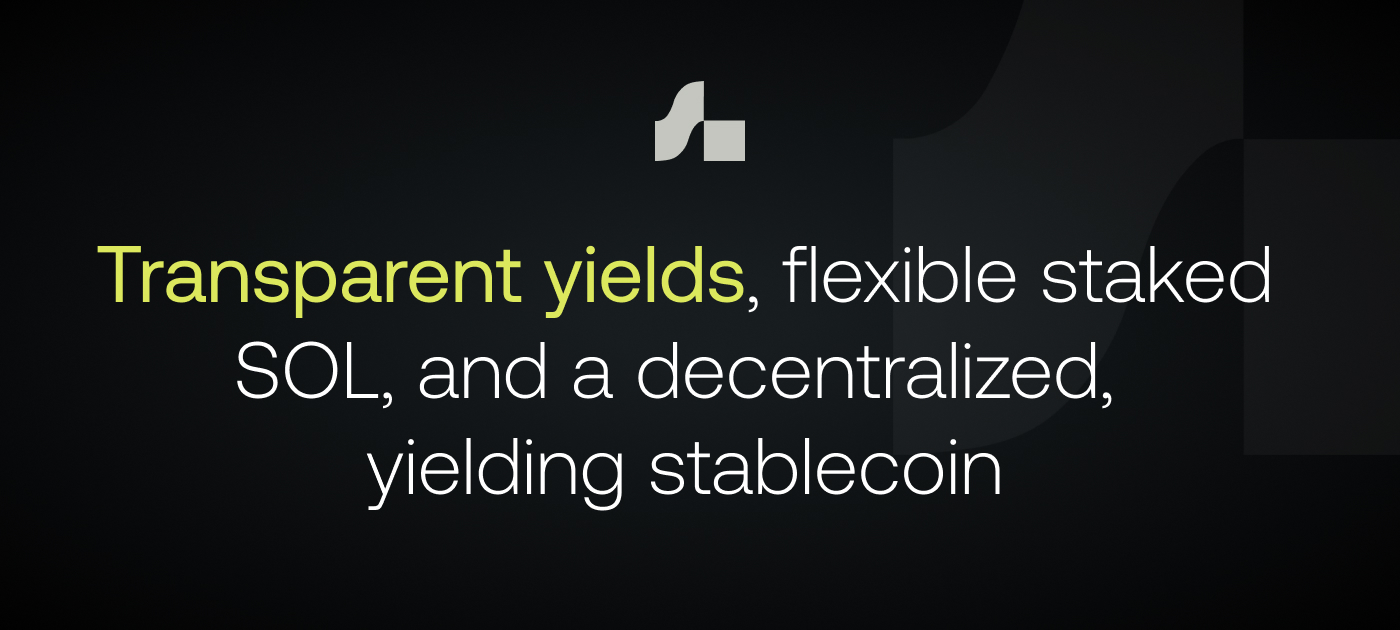 Transparent yields, flexible staked
SOL, and a decentralized,
yielding stablecoin